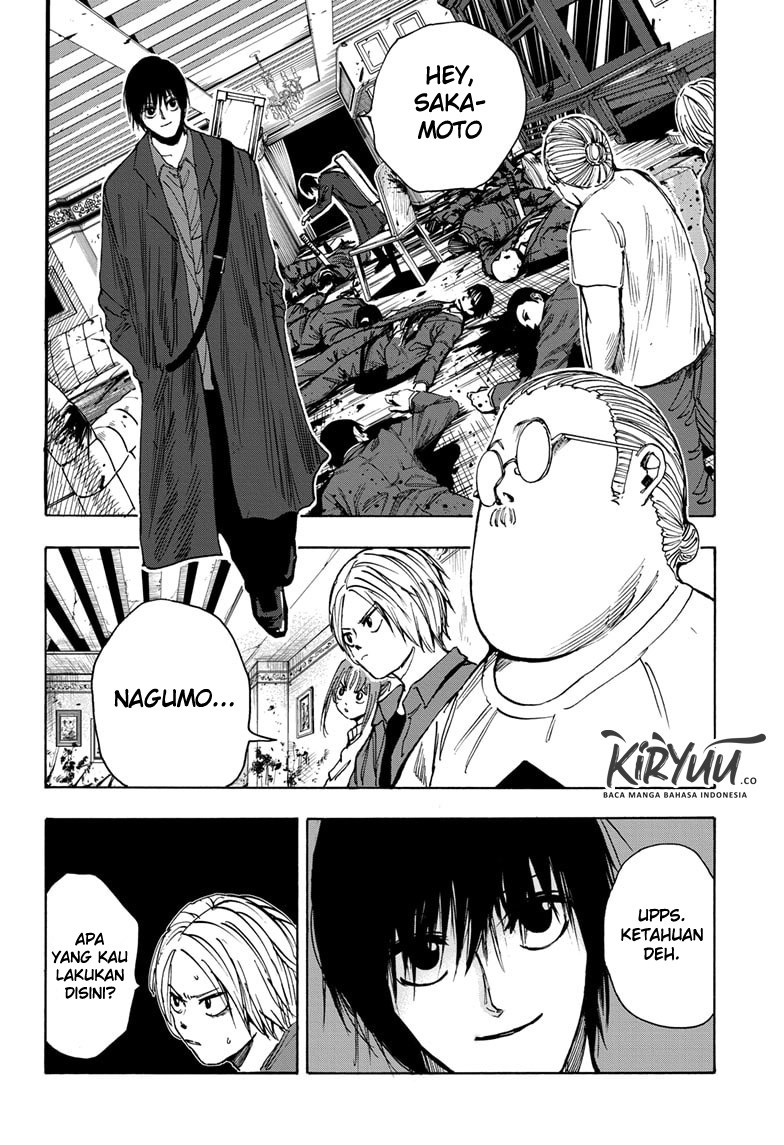 HEY,
SAKA-
MOTO
NAGUMO...
KIRYUU.CO
BACA MANGA BAHASA INDONESIA
UPPS.
KETAHUAN
DEH.
APA
YANG KAU
LAKUKAN
DISINI?